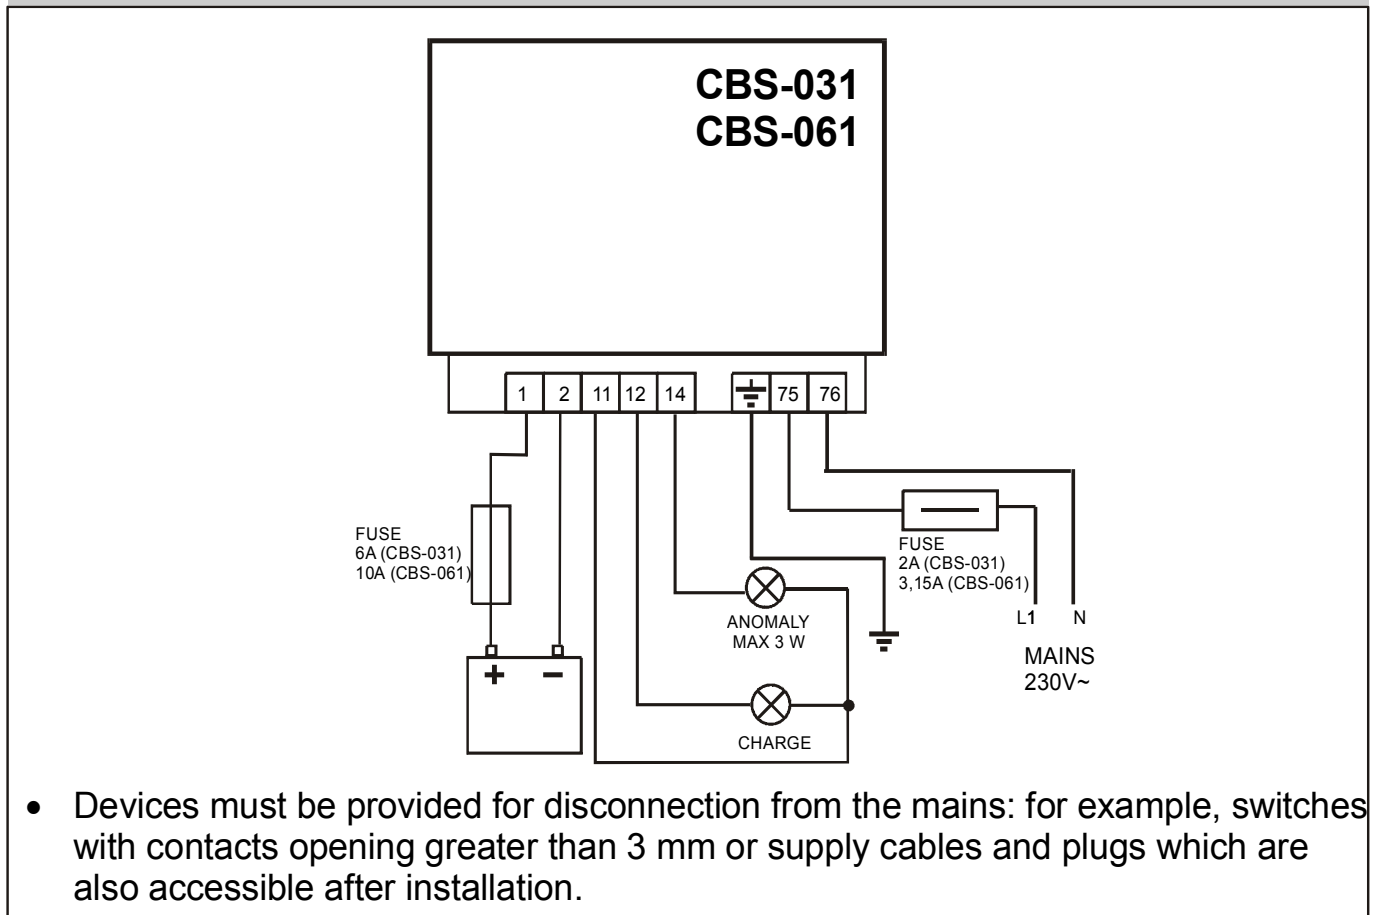 CBS-031
CBS-061
1 2 11 12 14 75 76
FUSE
6A (CBS-031)
10A (CBS-061)
FUSE
2A (CBS-031)
3,15A (CBS-061)
L1 N
MAINS
230V~
ANOMALY
MAX 3 W
+ −
CHARGE
• Devices must be provided for disconnection from the mains: for example, switches
with contacts opening greater than 3 mm or supply cables and plugs which are
also accessible after installation.